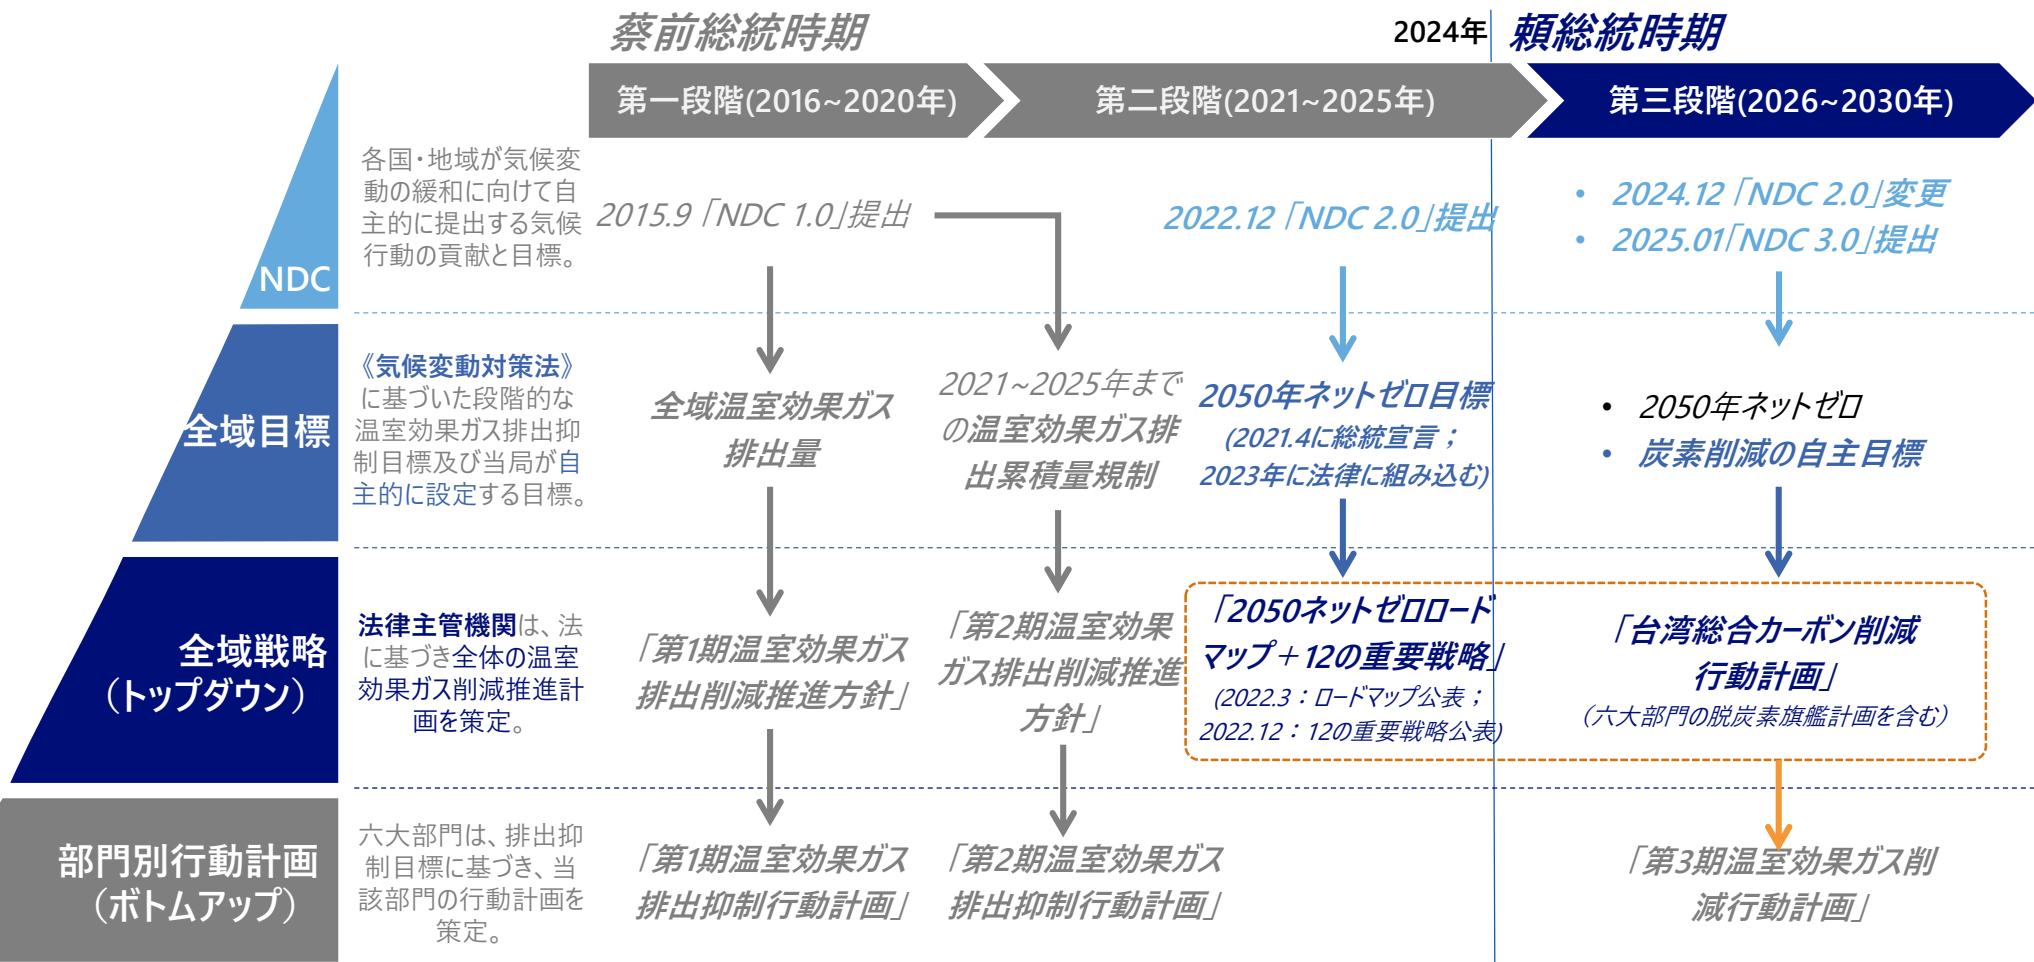 蔡前総統時期
2024年
頼総統時期
第一段階(2016~2020年)
第二段階(2021~2025年)
第三段階(2026~2030年)
NDC
各国・地域が気候変
動の緩和に向けて自
主的に提出する気候
行動の貢献と目標。
2015.9「NDC 1.0」提出
2022.12「NDC 2.0」提出
• 2024.12「NDC 2.0」変更
• 2025.01「NDC 3.0」提出
全域目標
《気候変動対策法》
に基づいた段階的な
温室効果ガス排出抑
制目標及び当局が自
主的に設定する目標。
全域温室効果ガス
排出量
2021~2025年まで
の温室効果ガス排
出累積量規制
2050年ネットゼロ目標
(2021.4に総統宣言；
2023年に法律に組み込む)
• 2050年ネットゼロ
• 炭素削減の自主目標
全域戦略
（トップダウン）
法律主管機関は、法
に基づき全体の温室
効果ガス削減推進計
画を策定。
「第1期温室効果ガス
排出削減推進方針」
「第2期温室効果
ガス排出削減推進
方針」
「2050ネットゼロロード
マップ＋12の重要戦略」
(2022.3：ロードマップ公表；
2022.12：12の重要戦略公表)
「台湾総合カーボン削減
行動計画」
（六大部門の脱炭素旗艦計画を含む）
部門別行動計画
（ボトムアップ）
六大部門は、排出抑
制目標に基づき、当
該部門の行動計画を
策定。
「第1期温室効果ガス
排出抑制行動計画」
「第2期温室効果ガス
排出抑制行動計画」
「第3期温室効果ガス削
減行動計画」